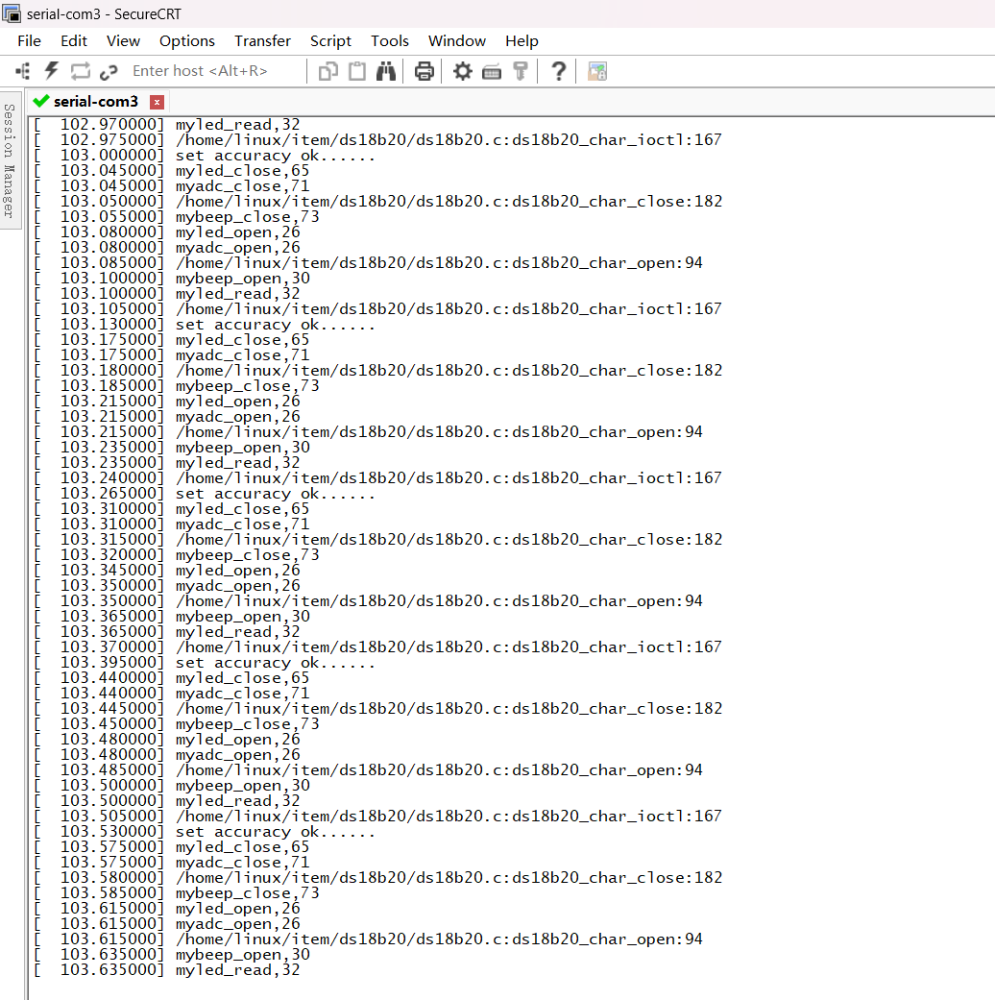 serial-com3 - SecureCRT
File Edit View Options Transfer Script Tools Window Help
Enter host <Alt+R>
Session Manager
serial-com3
[  102.970000] myled_read,32
[  102.975000] /home/linux/item/ds18b20/ds18b20.c:ds18b20_char_ioctl:167
[  103.000000] set accuracy ok......
[  103.045000] myled_close,65
[  103.045000] myadc_close,71
[  103.050000] /home/linux/item/ds18b20/ds18b20.c:ds18b20_char_close:182
[  103.055000] mybeep_close,73
[  103.080000] myled_open,26
[  103.080000] myadc_open,26
[  103.085000] /home/linux/item/ds18b20/ds18b20.c:ds18b20_char_open:94
[  103.100000] mybeep_open,30
[  103.100000] myled_read,32
[  103.105000] /home/linux/item/ds18b20/ds18b20.c:ds18b20_char_ioctl:167
[  103.130000] set accuracy ok......
[  103.175000] myled_close,65
[  103.175000] myadc_close,71
[  103.180000] /home/linux/item/ds18b20/ds18b20.c:ds18b20_char_close:182
[  103.185000] mybeep_close,73
[  103.215000] myled_open,26
[  103.215000] myadc_open,26
[  103.215000] /home/linux/item/ds18b20/ds18b20.c:ds18b20_char_open:94
[  103.235000] mybeep_open,30
[  103.235000] myled_read,32
[  103.240000] /home/linux/item/ds18b20/ds18b20.c:ds18b20_char_ioctl:167
[  103.265000] set accuracy ok......
[  103.310000] myled_close,65
[  103.310000] myadc_close,71
[  103.315000] /home/linux/item/ds18b20/ds18b20.c:ds18b20_char_close:182
[  103.320000] mybeep_close,73
[  103.345000] myled_open,26
[  103.350000] myadc_open,26
[  103.350000] /home/linux/item/ds18b20/ds18b20.c:ds18b20_char_open:94
[  103.365000] mybeep_open,30
[  103.365000] myled_read,32
[  103.370000] /home/linux/item/ds18b20/ds18b20.c:ds18b20_char_ioctl:167
[  103.395000] set accuracy ok......
[  103.440000] myled_close,65
[  103.440000] myadc_close,71
[  103.445000] /home/linux/item/ds18b20/ds18b20.c:ds18b20_char_close:182
[  103.450000] mybeep_close,73
[  103.480000] myled_open,26
[  103.480000] myadc_open,26
[  103.485000] /home/linux/item/ds18b20/ds18b20.c:ds18b20_char_open:94
[  103.500000] mybeep_open,30
[  103.500000] myled_read,32
[  103.505000] /home/linux/item/ds18b20/ds18b20.c:ds18b20_char_ioctl:167
[  103.530000] set accuracy ok......
[  103.575000] myled_close,65
[  103.575000] myadc_close,71
[  103.580000] /home/linux/item/ds18b20/ds18b20.c:ds18b20_char_close:182
[  103.585000] mybeep_close,73
[  103.615000] myled_open,26
[  103.615000] myadc_open,26
[  103.615000] /home/linux/item/ds18b20/ds18b20.c:ds18b20_char_open:94
[  103.635000] mybeep_open,30
[  103.635000] myled_read,32